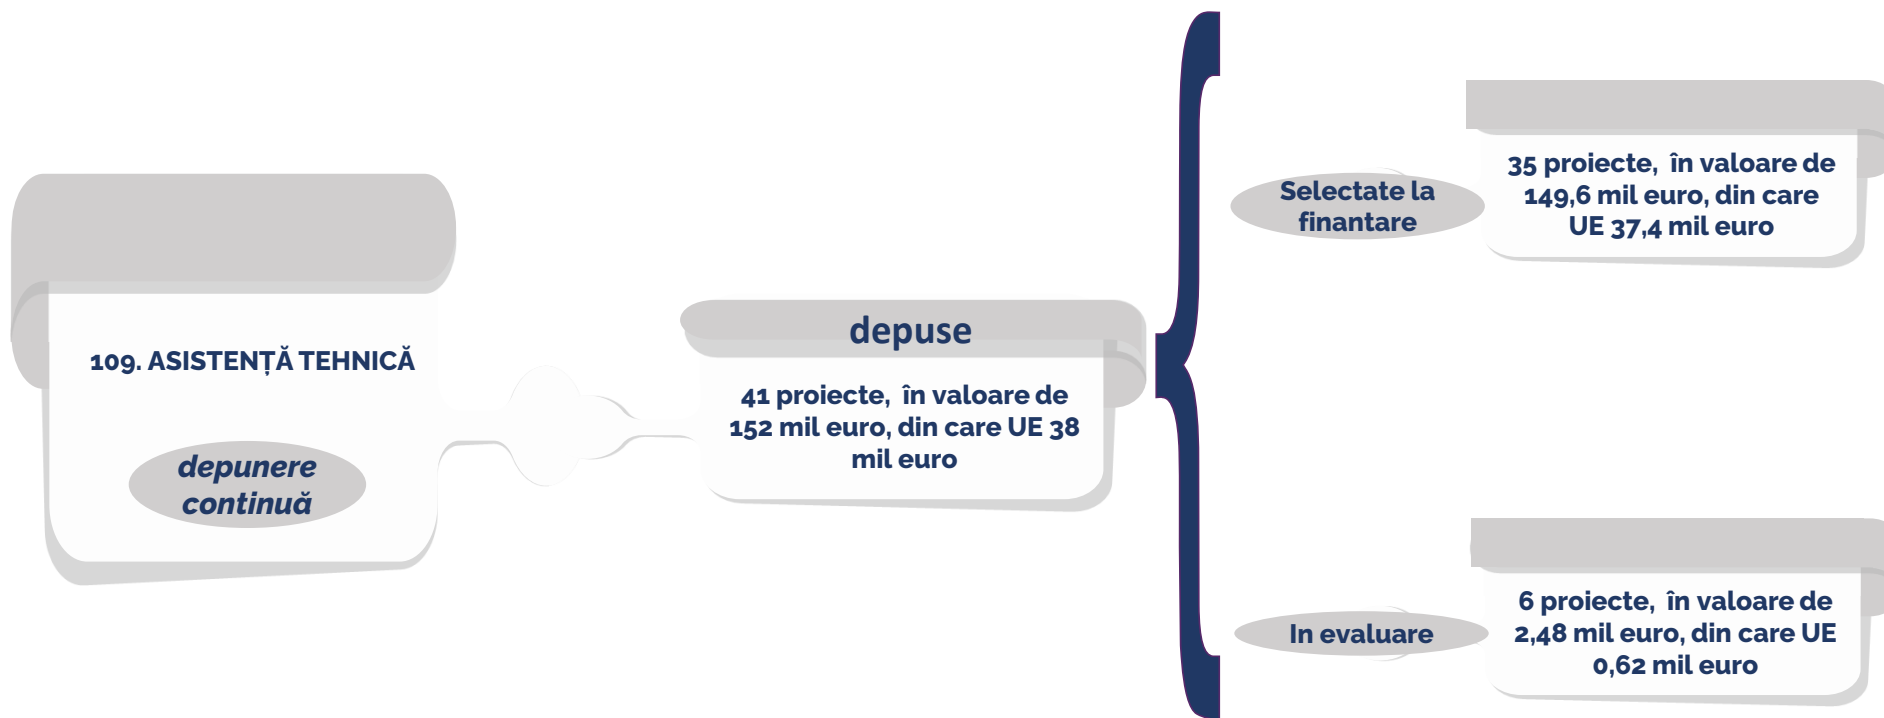 109. ASISTENȚĂ TEHNICĂ
depunere
continuă
depuse
41 proiecte, în valoare de
152 mil euro, din care UE 38
mil euro
Selectate la
finantare
35 proiecte, în valoare de
149,6 mil euro, din care
UE 37,4 mil euro
In evaluare
6 proiecte, în valoare de
2,48 mil euro, din care UE
0,62 mil euro